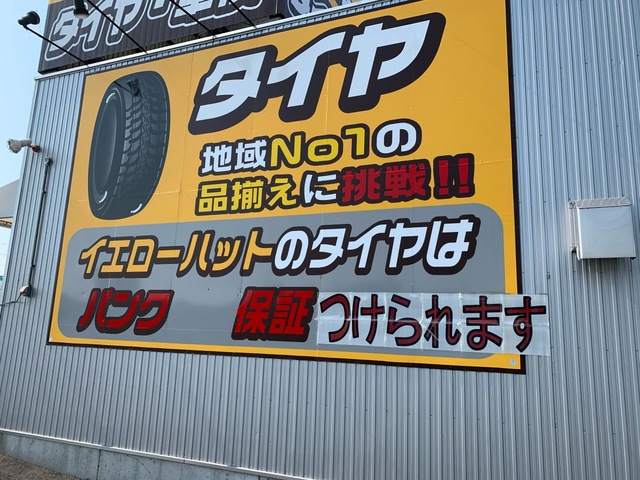 タイヤ
地域No1の
品揃えに挑戦!!
イエローハットのタイヤは
パンク 保証つけられます